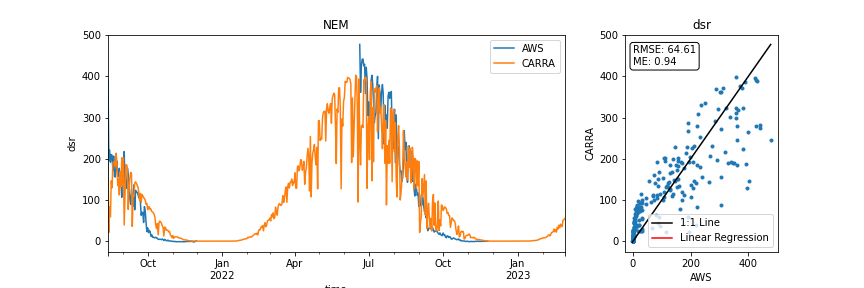 NEM
500
400
300
200
100
0
dsr
AWS
CARRA
Oct
Jan
2022
Apr
Jul
Oct
Jan
2023
time
dsr
500
400
300
200
100
0
CARRA
RMSE: 64.61
ME: 0.94
1:1 Line
Linear Regression
0
200
400
AWS